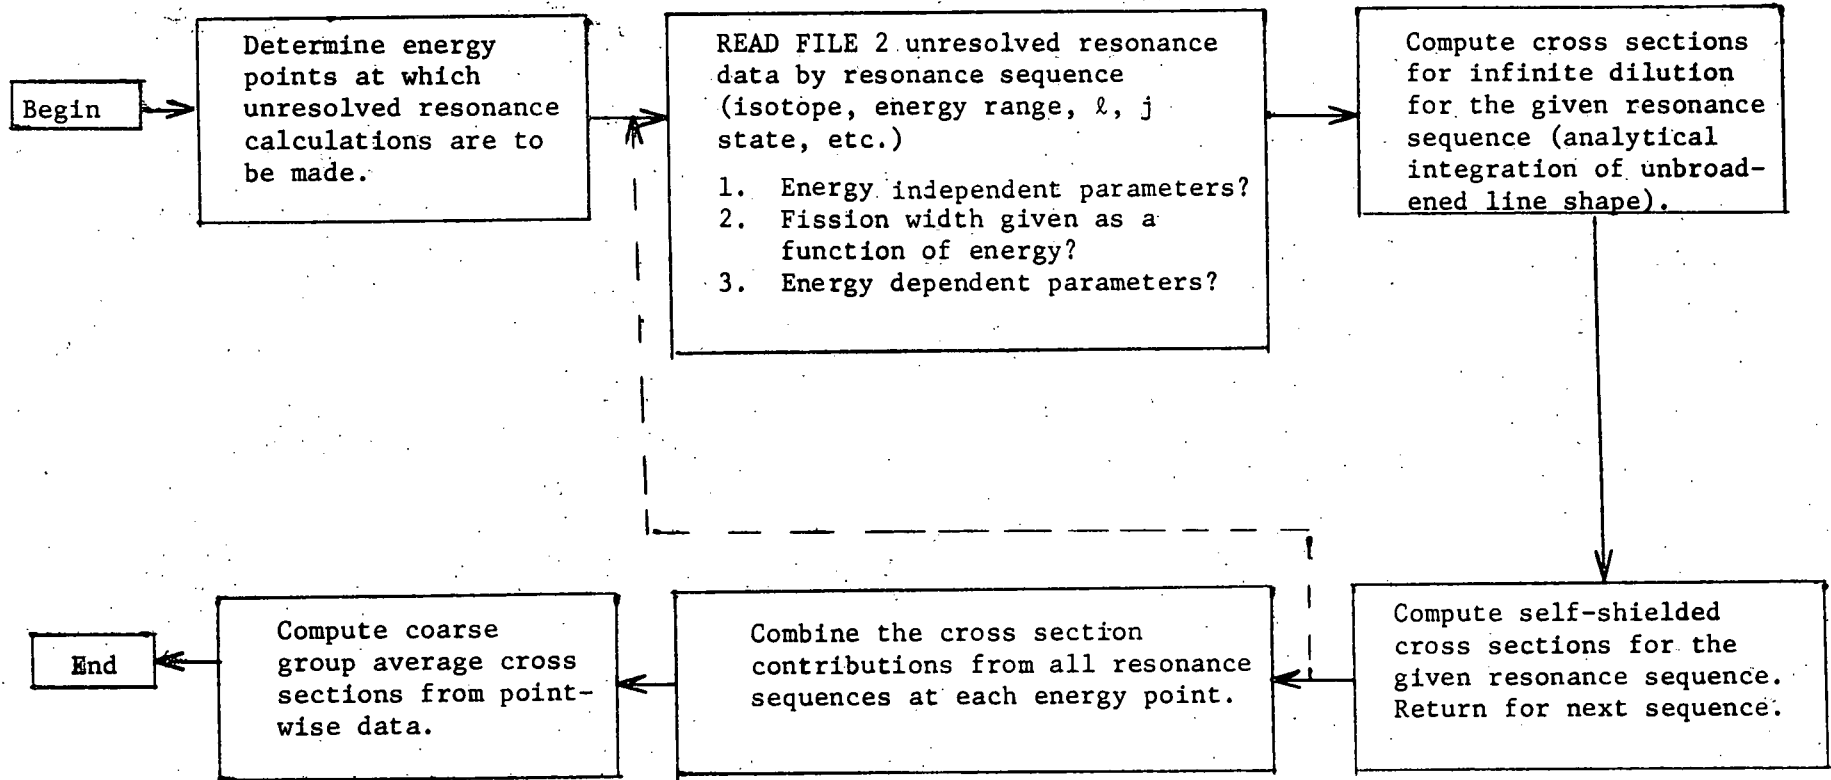 Begin
Determine energy
points at which
unresolved resonance
calculations are to
be made.
READ FILE 2 unresolved resonance
data by resonance sequence
(isotope, energy range, ℓ, j
state, etc.)
1. Energy independent parameters?
2. Fission width given as a
function of energy?
3. Energy dependent parameters?
Compute cross sections
for infinite dilution
for the given resonance
sequence (analytical
integration of unbroad-
ened line shape).
Compute self-shielded
cross sections for the
given resonance sequence.
Return for next sequence.
Combine the cross section
contributions from all resonance
sequences at each energy point.
Compute coarse
group average cross
sections from point-
wise data.
End